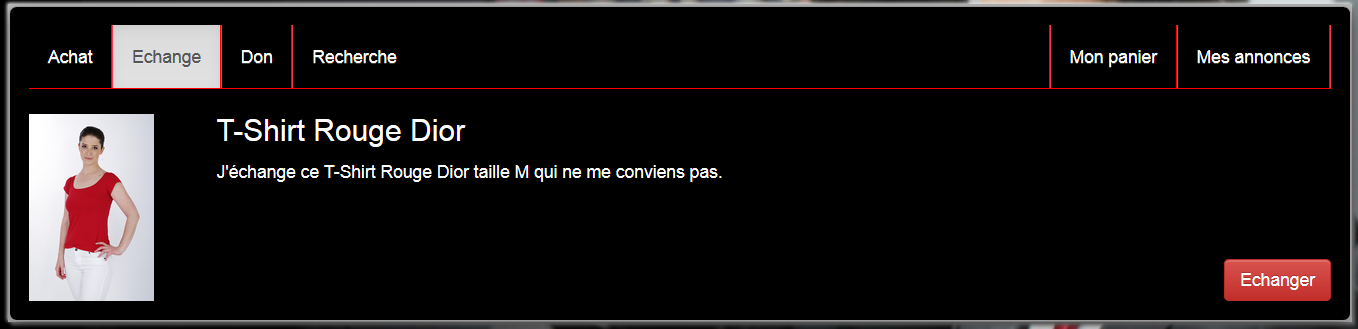 Achat Echange Don Recherche Mon panier Mes annonces
T-Shirt Rouge Dior
J'échange ce T-Shirt Rouge Dior taille M qui ne me conviens pas.
Echanger